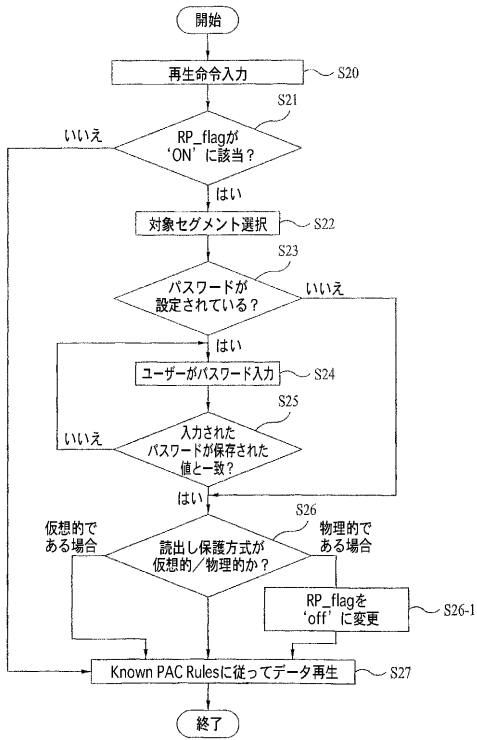 開始
再生命令入力
S20
S21
RP_flagが
‘ON’に該当？
いいえ
はい
対象セグメント選択
S22
S23
パスワードが
設定されている？
いいえ
はい
ユーザーがパスワード入力
S24
S25
入力された
パスワードが保存された
値と一致？
いいえ
はい
S26
仮想的で
ある場合
読出し保護方式が
仮想的／物理的か？
物理的で
ある場合
RP_flagを
‘off’に変更
S26-1
Known PAC Rulesに従ってデータ再生
S27
終了